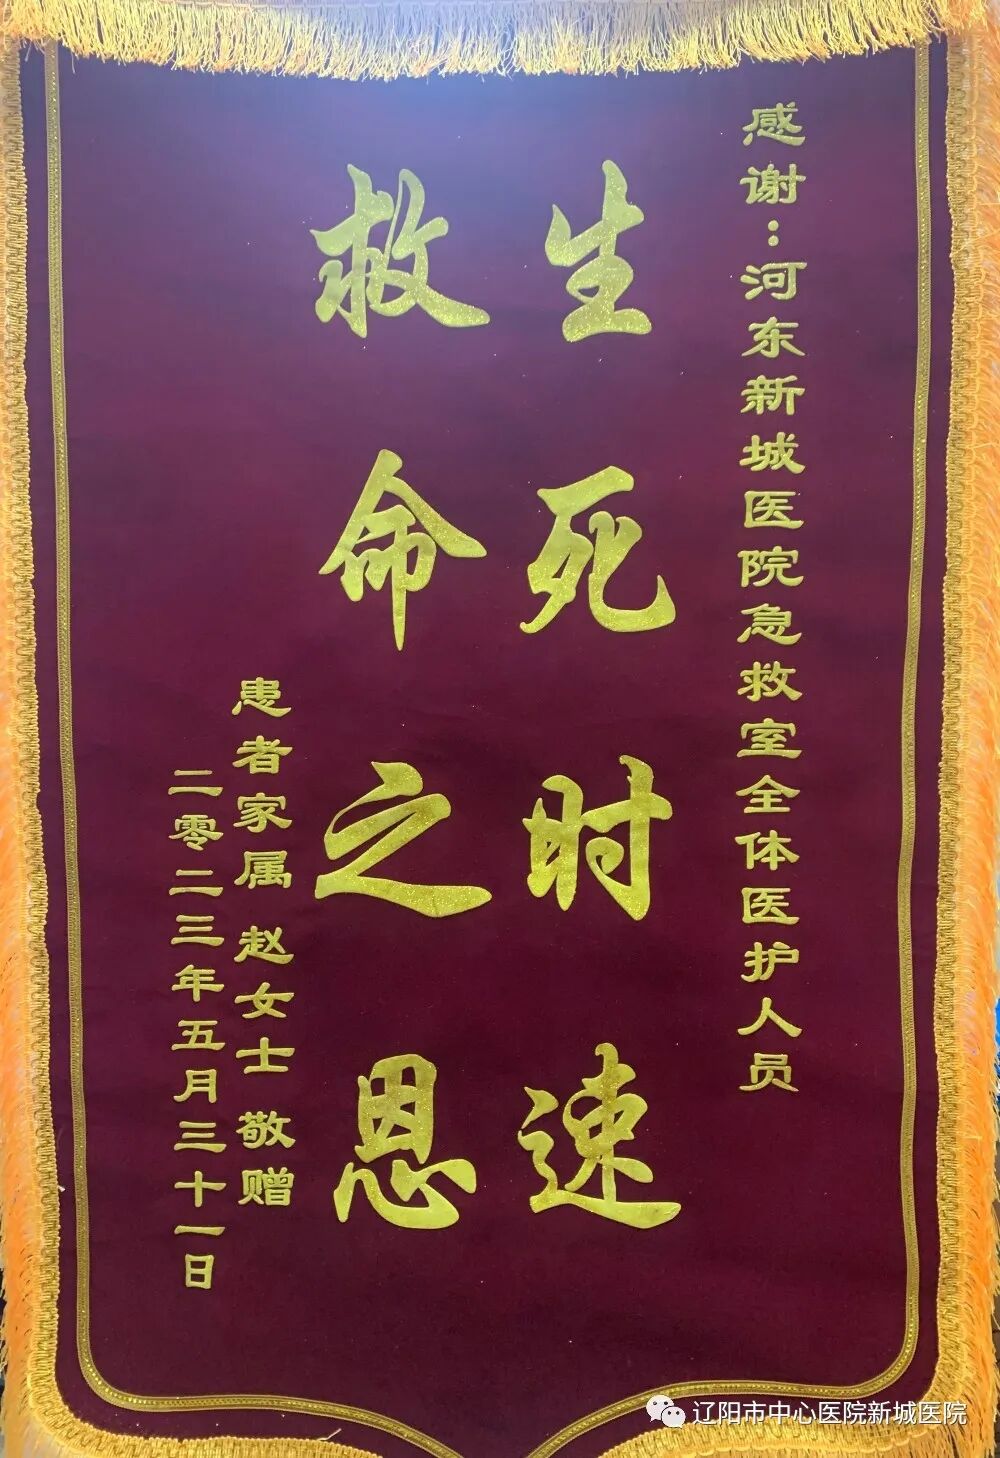 感谢：河东新城医院急救室全体医护人员
生死时速
救命之恩
患者家属 赵女士 敬赠
二零二三年五月三十一日
辽阳市中心医院新城医院